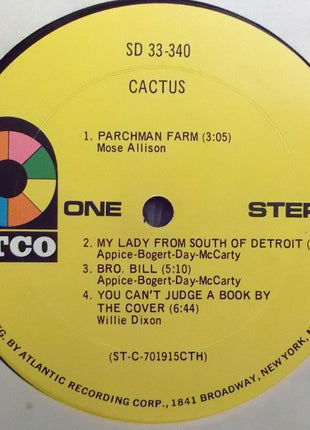 SD 33-340
CACTUS
1. PARCHMAN FARM (3:05)
Mose Allison
ONE STER
TCO
2. MY LADY FROM SOUTH OF DETROIT (
Appice-Bogert-Day-McCarty
3. BRO. BILL (5:10)
Appice-Bogert-Day-McCarty
4. YOU CAN'T JUDGE A BOOK BY
THE COVER (6:44)
Willie Dixon
(ST-C-701915CTH)
BY ATLANTIC RECORDING CORP., 1841 BROADWAY, NEW YORK, N